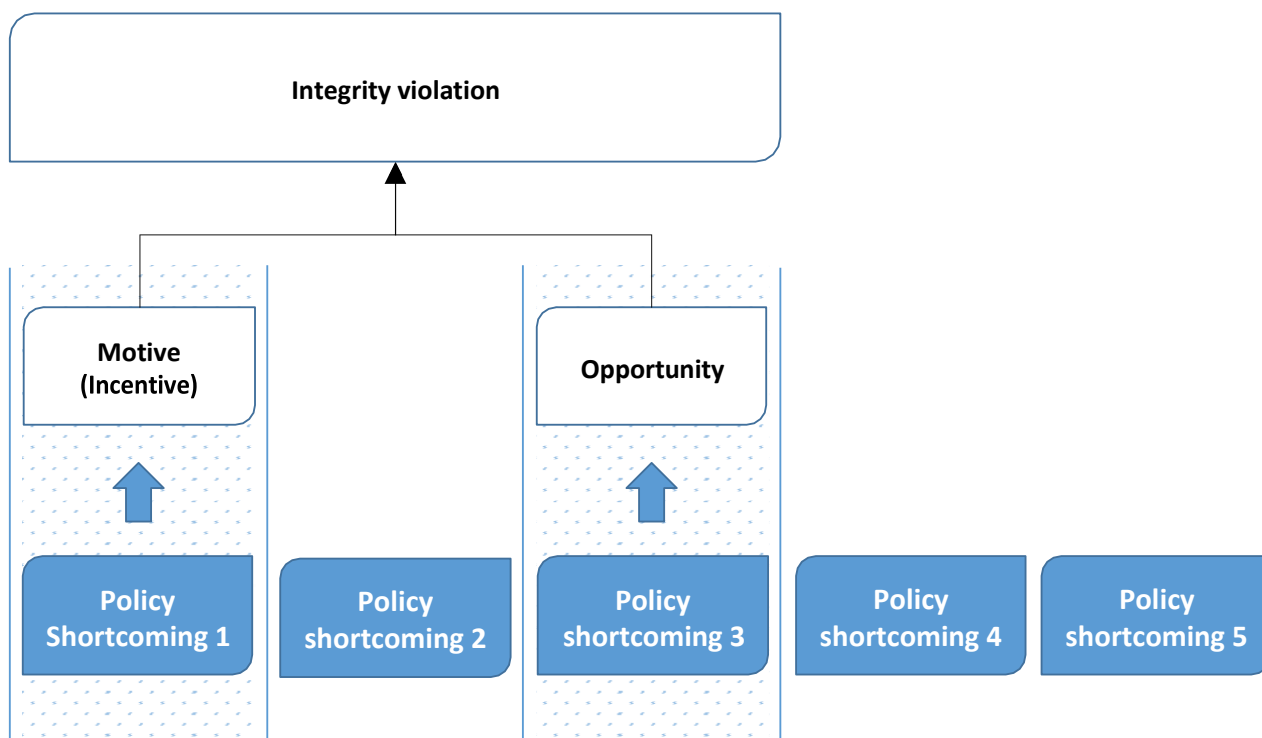 Integrity violation
Motive
(Incentive)
Opportunity
Policy
Shortcoming 1
Policy
shortcoming 2
Policy
shortcoming 3
Policy
shortcoming 4
Policy
shortcoming 5